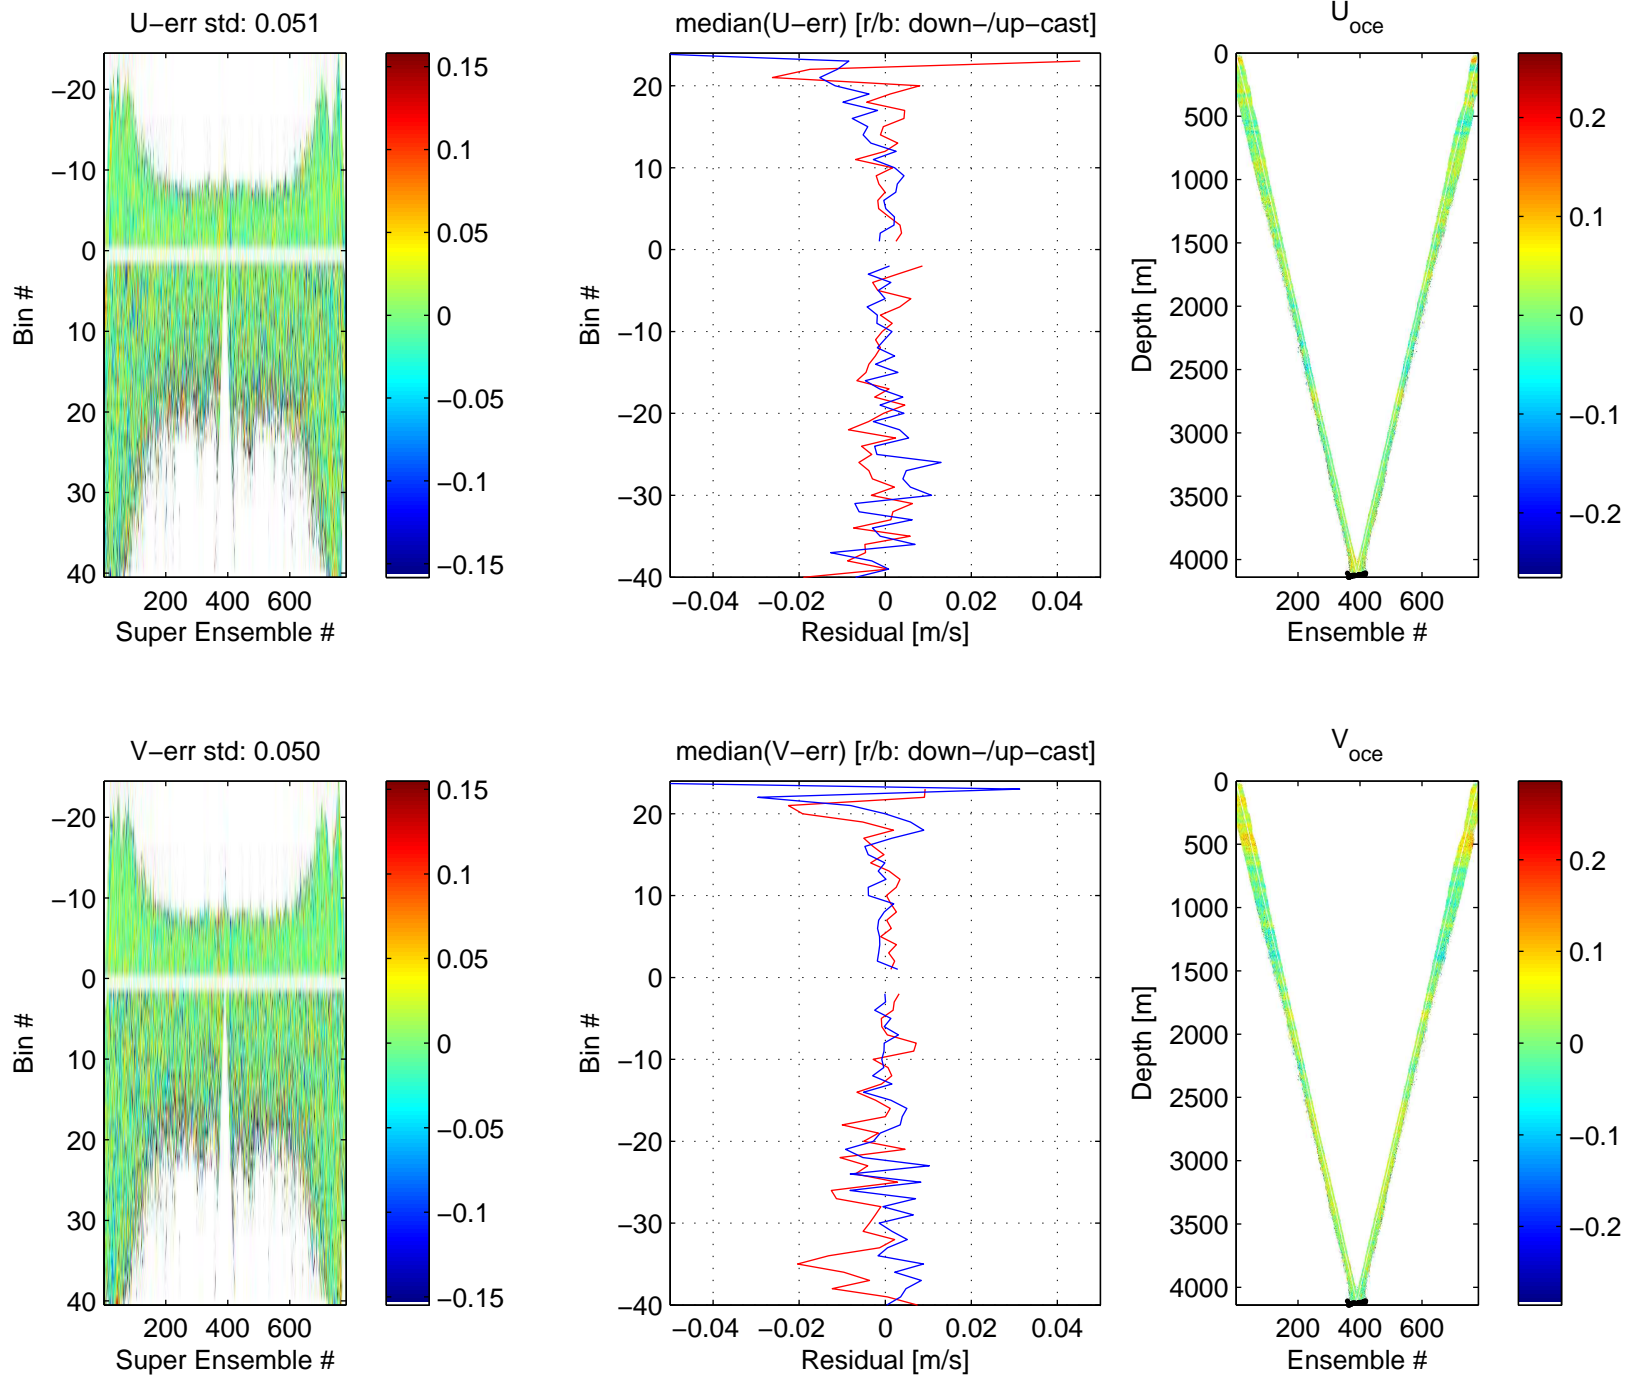 U−err std: 0.051
−20
−10
0
10
20
30
40
Bin #
200 400 600
Super Ensemble #
0.15
0.1
0.05
0
−0.05
−0.1
−0.15
median(U−err) [r/b: down−/up−cast]
20
10
0
−10
−20
−30
−40
Bin #
−0.04 −0.02 0 0.02 0.04
Residual [m/s]
U_oce
0
500
1000
1500
2000
2500
3000
3500
4000
Depth [m]
200 400 600
Ensemble #
0.2
0.1
0
−0.1
−0.2
V−err std: 0.050
−20
−10
0
10
20
30
40
Bin #
200 400 600
Super Ensemble #
0.15
0.1
0.05
0
−0.05
−0.1
−0.15
median(V−err) [r/b: down−/up−cast]
20
10
0
−10
−20
−30
−40
Bin #
−0.04 −0.02 0 0.02 0.04
Residual [m/s]
V_oce
0
500
1000
1500
2000
2500
3000
3500
4000
Depth [m]
200 400 600
Ensemble #
0.2
0.1
0
−0.1
−0.2